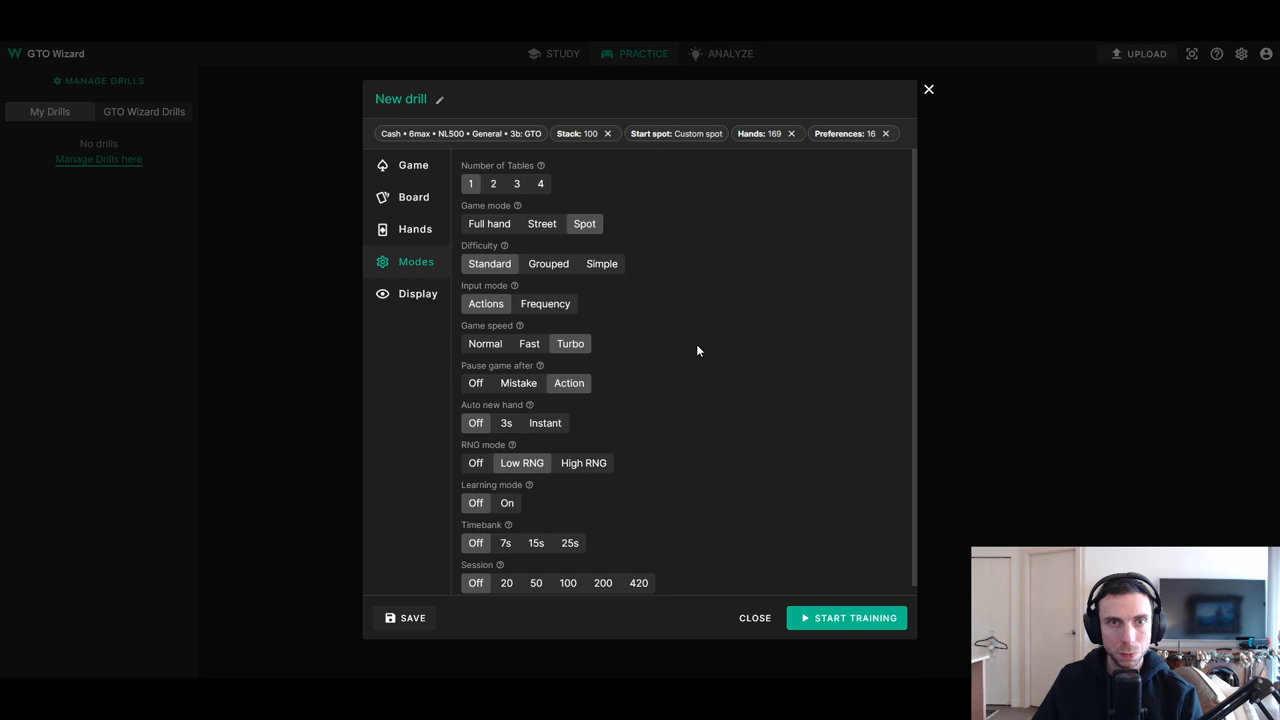 GTO Wizard
STUDY
PRACTICE
ANALYZE
UPLOAD
MANAGE DRILLS
My Drills
GTO Wizard Drills
No drills
Manage Drills here
New drill
Cash • 6max • NL500 • General • 3b: GTO
Stack: 100
Start spot: Custom spot
Hands: 169
Preferences: 16
Game
Board
Hands
Modes
Display
Number of Tables
1 2 3 4
Game mode
Full hand Street Spot
Difficulty
Standard Grouped Simple
Input mode
Actions Frequency
Game speed
Normal Fast Turbo
Pause game after
Off Mistake Action
Auto new hand
Off 3s Instant
RNG mode
Off Low RNG High RNG
Learning mode
Off On
Timebank
Off 7s 15s 25s
Session
Off 20 50 100 200 420
SAVE
CLOSE
START TRAINING